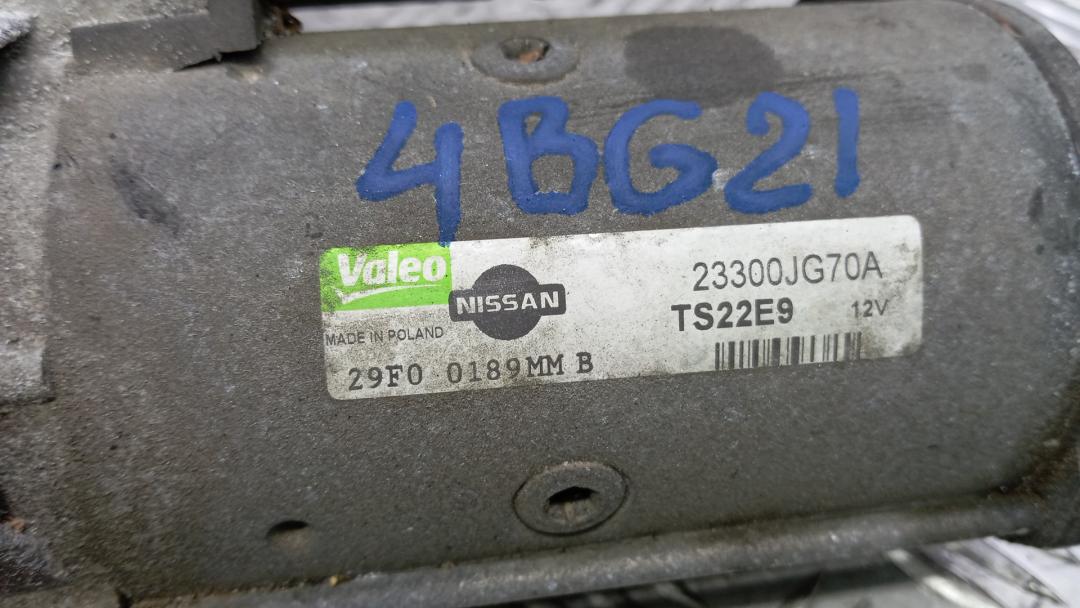 4BG21
Valeo
NISSAN
23300JG70A
TS22E9 12V
MADE IN POLAND
29F0 0189MM B